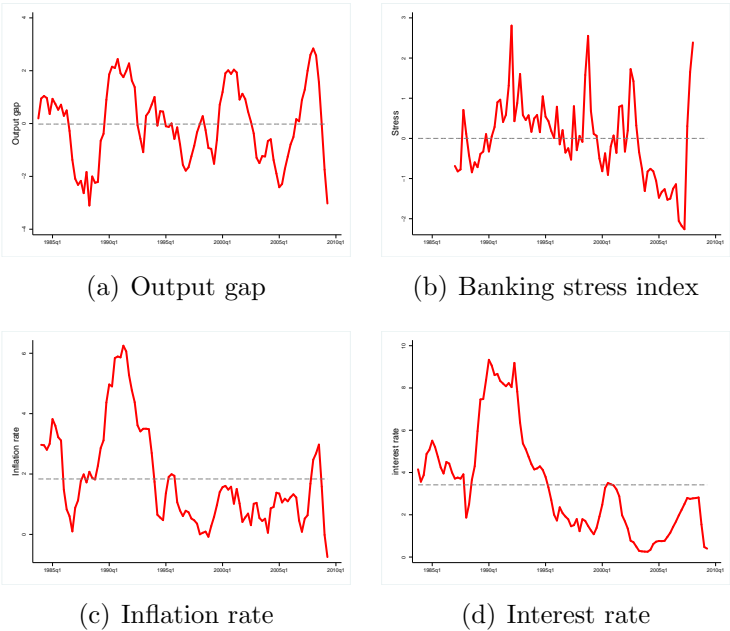 4
2
0
-2
-4
Output gap
1985q1 1990q1 1995q1 2000q1 2005q1 2010q1
(a) Output gap
3
2
1
0
-1
-2
Stress
1985q1 1990q1 1995q1 2000q1 2005q1 2010q1
(b) Banking stress index
6
4
2
0
Inflation rate
1985q1 1990q1 1995q1 2000q1 2005q1 2010q1
(c) Inflation rate
10
8
6
4
2
0
interest rate
1985q1 1990q1 1995q1 2000q1 2005q1 2010q1
(d) Interest rate